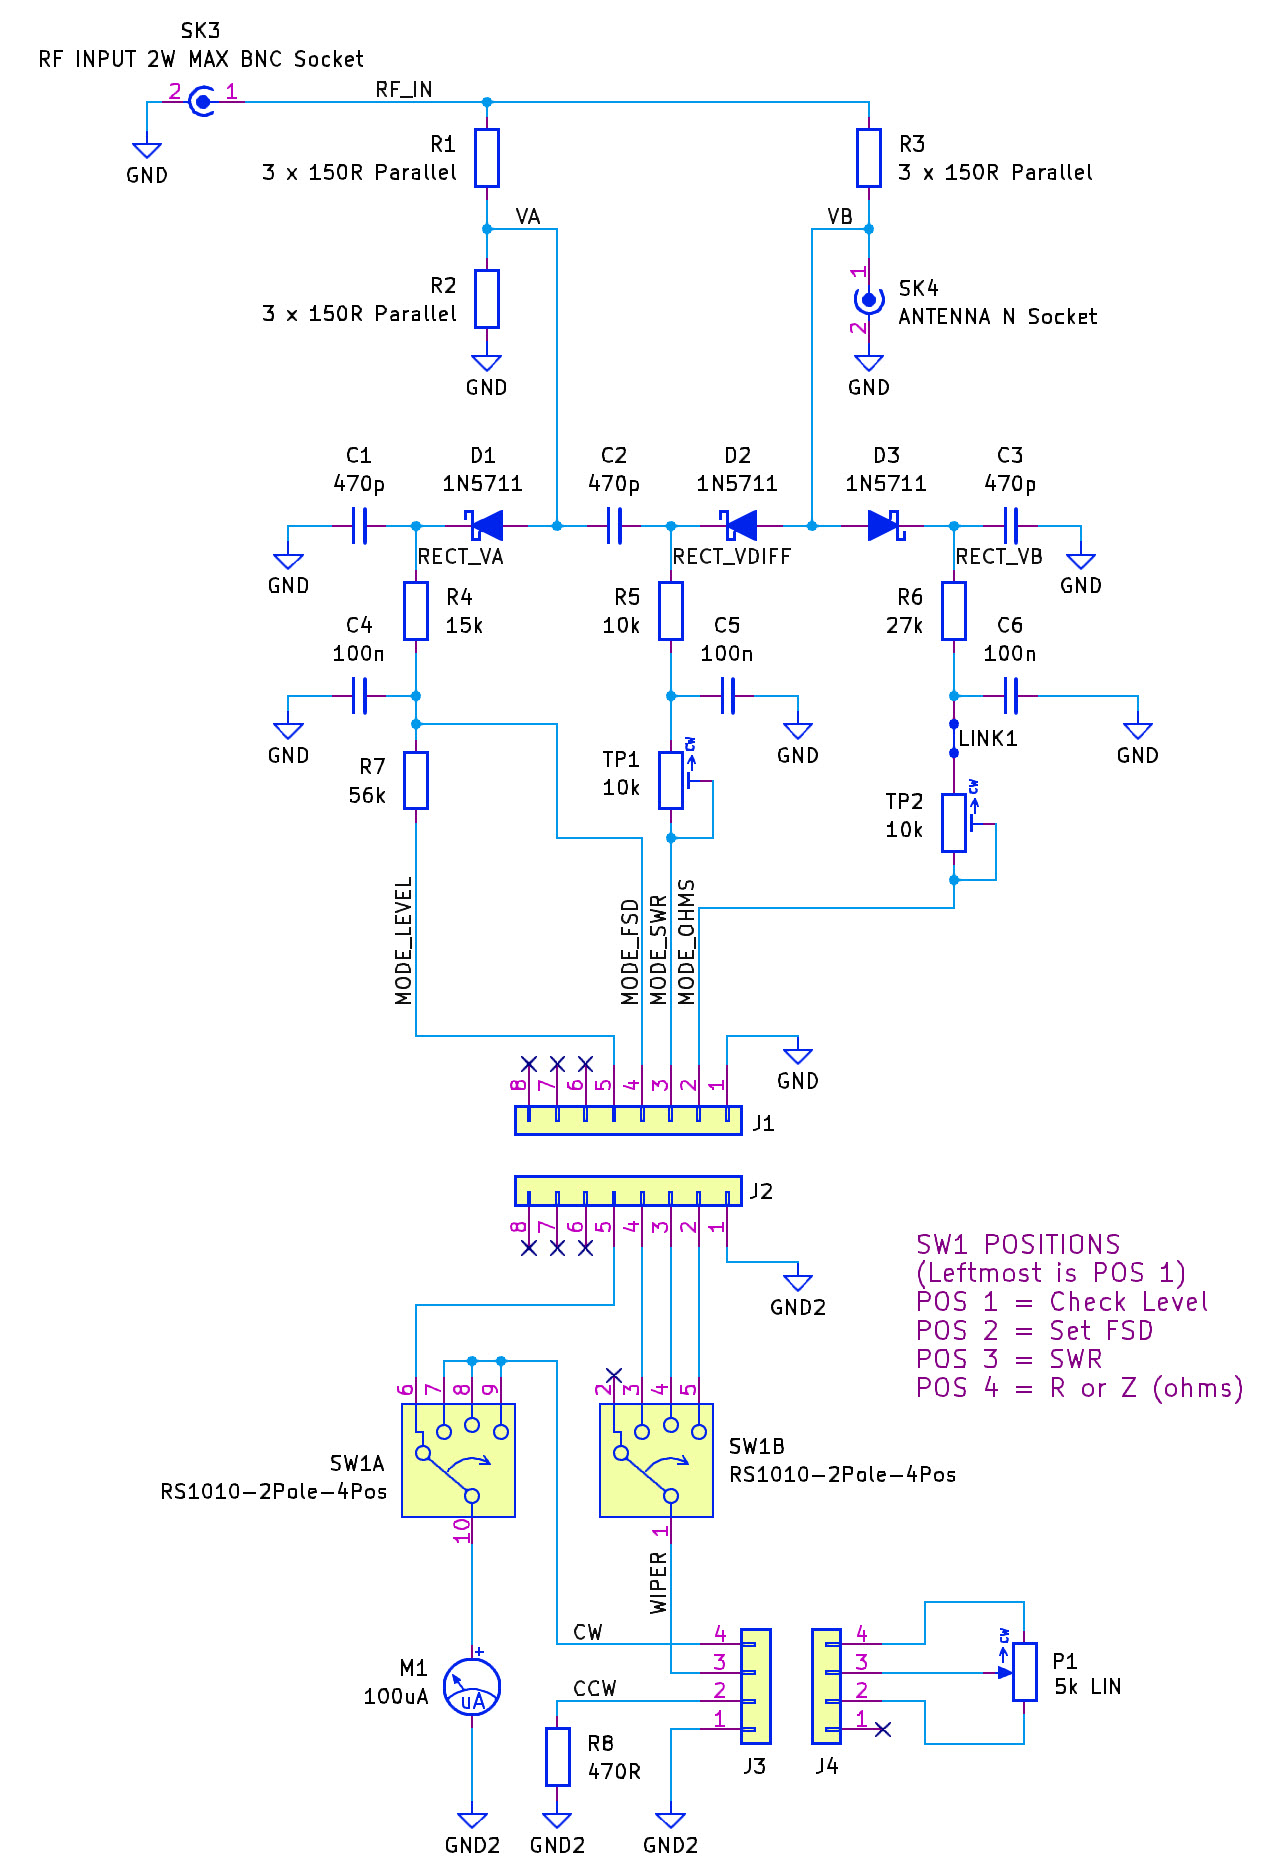 SK3
RF INPUT 2W MAX BNC Socket
2
1
RF_IN
GND
R1
3 x 150R Parallel
R3
3 x 150R Parallel
VA
VB
R2
3 x 150R Parallel
1
2
SK4
ANTENNA N Socket
GND
GND
C1
470p
D1
1N5711
C2
470p
D2
1N5711
D3
1N5711
C3
470p
RECT_VA
RECT_VDIFF
RECT_VB
GND
GND
R4
15k
R5
10k
R6
27k
C4
100n
C5
100n
C6
100n
GND
GND
GND
LINK1
R7
56k
TP1
10k
CW
TP2
10k
CW
MODE_LEVEL
MODE_FSD
MODE_SWR
MODE_OHMS
GND
8 7 6 5 4 3 2 1
J1
J2
8 7 6 5 4 3 2 1
GND2
SW1 POSITIONS
(Leftmost is POS 1)
POS 1 = Check Level
POS 2 = Set FSD
POS 3 = SWR
POS 4 = R or Z (ohms)
6 7 8 9
2 3 4 5
SW1A
RS1010-2Pole-4Pos
SW1B
RS1010-2Pole-4Pos
10
1
WIPER
CW
CCW
4
3
2
1
4
3
2
1
CW
P1
5k LIN
M1
100uA
+
uA
R8
470R
J3
J4
GND2
GND2
GND2